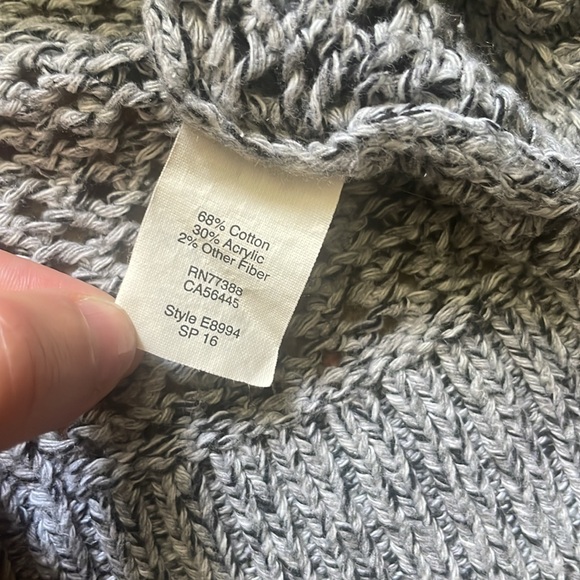 68% Cotton
30% Acrylic
2% Other Fiber
RN77388
CA56445
Style E8994
SP 16